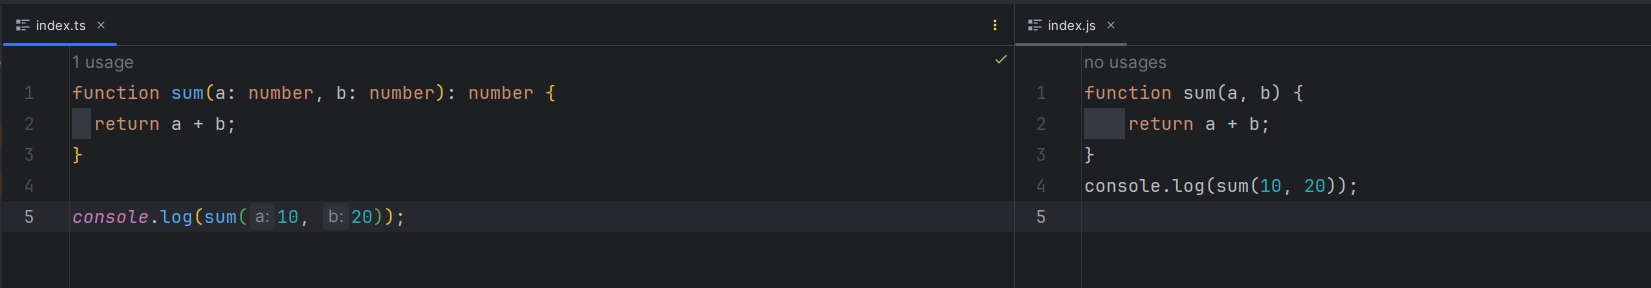 index.ts ×
1 usage
1 function sum(a: number, b: number): number {
2 return a + b;
3 }
4
5 console.log(sum( a: 10, b: 20));
index.js ×
no usages
1 function sum(a, b) {
2 return a + b;
3 }
4 console.log(sum(10, 20));
5